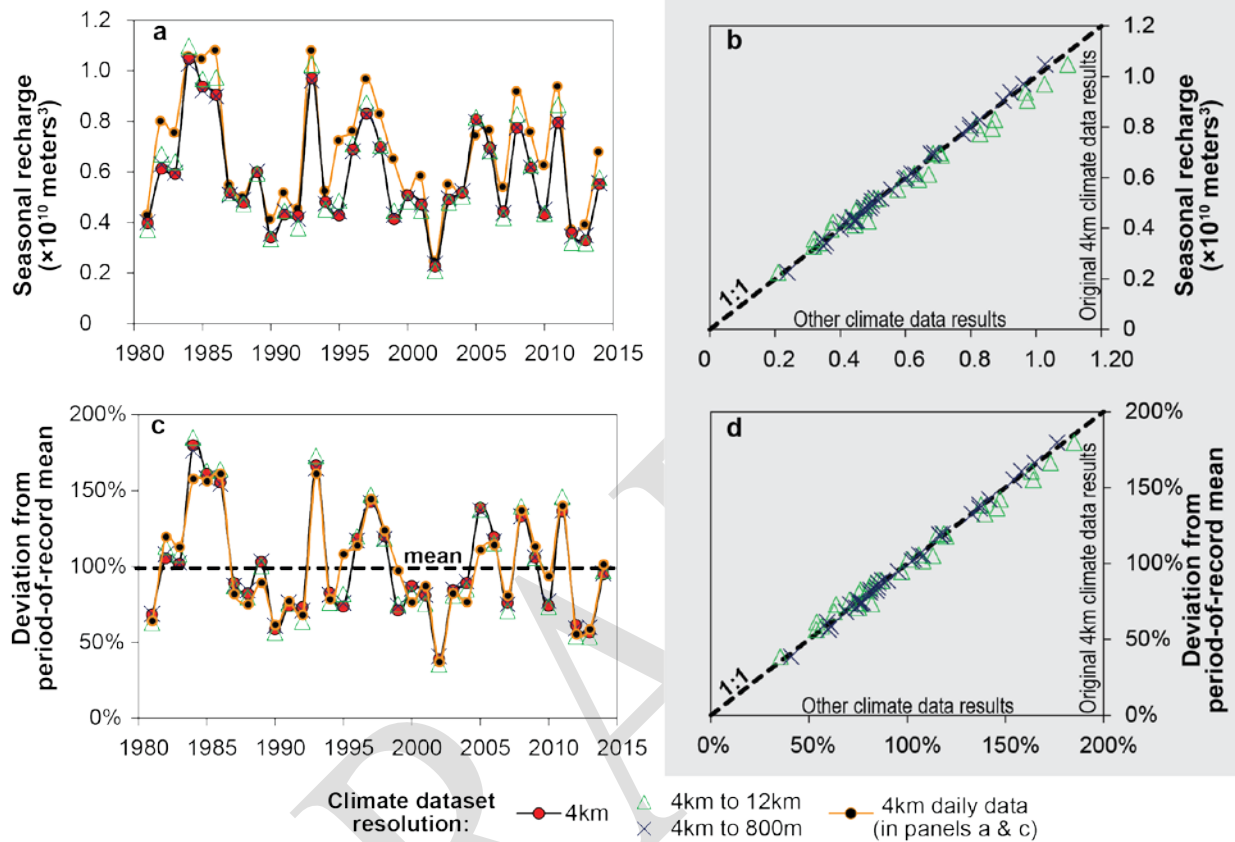 a
1.2
1.0
0.8
0.6
0.4
0.2
0
Seasonal recharge
(×10¹⁰ meters³)
1980 1985 1990 1995 2000 2005 2010 2015
b
1.2
1.0
0.8
0.6
0.4
0.2
0
Seasonal recharge
(×10¹⁰ meters³)
Original 4km climate data results
1:1
Other climate data results
0 0.2 0.4 0.6 0.8 1.0 1.20
c
200%
150%
100%
50%
0%
Deviation from
period-of-record mean
mean
1980 1985 1990 1995 2000 2005 2010 2015
d
200%
150%
100%
50%
0%
Deviation from
period-of-record mean
Original 4km climate data results
1:1
Other climate data results
0% 50% 100% 150% 200%
Climate dataset
resolution:
4km
4km to 12km
4km to 800m
4km daily data
(in panels a & c)